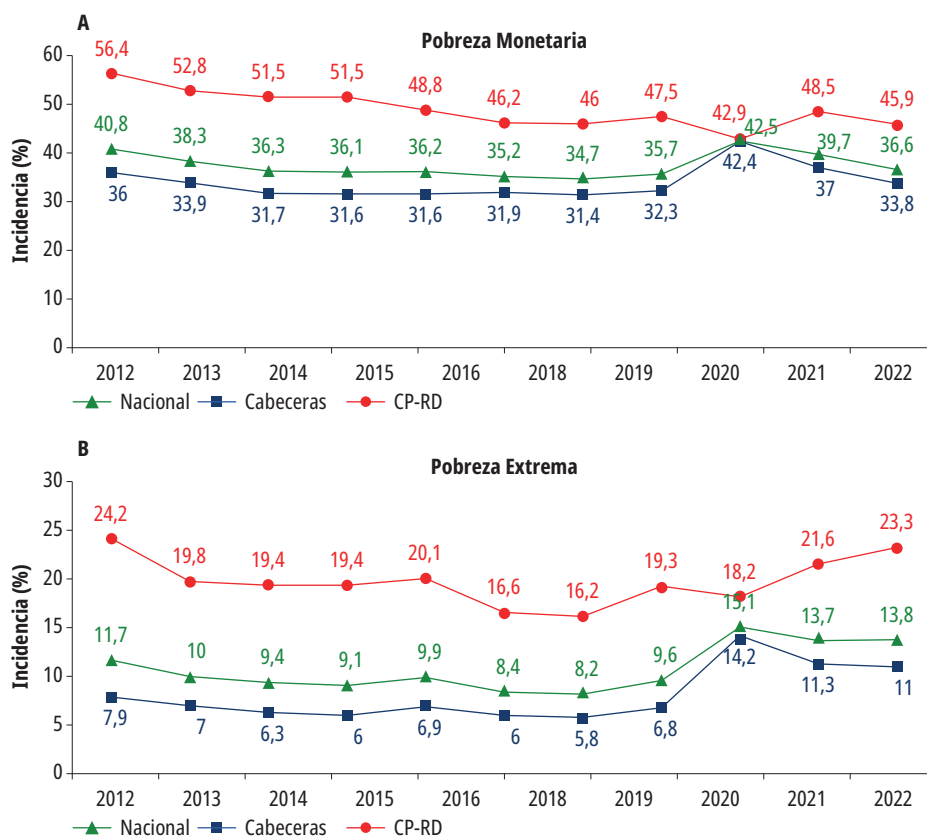 A
Pobreza Monetaria
Incidencia (%)
60
50
40
30
20
10
0
56,4 52,8 51,5 51,5 48,8 46,2 46 47,5 42,9 48,5 45,9
40,8 38,3 36,3 36,1 36,2 35,2 34,7 35,7 42,5 39,7 36,6
36 33,9 31,7 31,6 31,6 31,9 31,4 32,3 42,4 37 33,8
2012 2013 2014 2015 2016 2018 2019 2020 2021 2022
Nacional Cabeceras CP-RD
B
Pobreza Extrema
Incidencia (%)
30
25
20
15
10
5
0
24,2 19,8 19,4 19,4 20,1 16,6 16,2 19,3 18,2 21,6 23,3
11,7 10 9,4 9,1 9,9 8,4 8,2 9,6 15,1 13,7 13,8
7,9 7 6,3 6 6,9 6 5,8 6,8 14,2 11,3 11
2012 2013 2014 2015 2016 2018 2019 2020 2021 2022
Nacional Cabeceras CP-RD